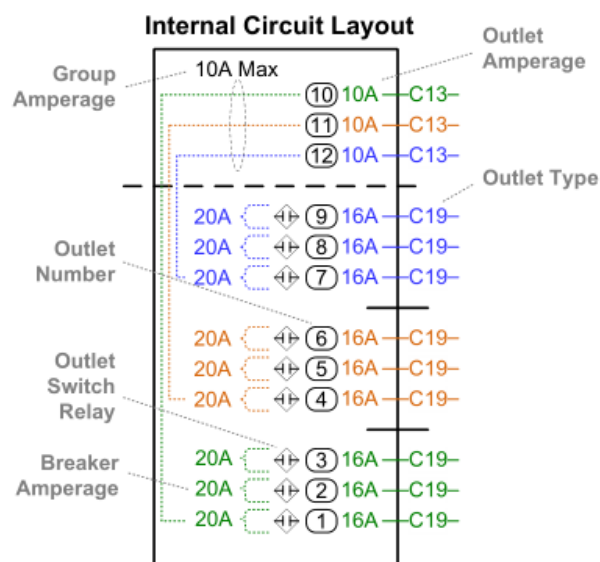 Internal Circuit Layout
Group
Amperage
10A Max
Outlet
Amperage
10 10A C13
11 10A C13
12 10A C13
Outlet Type
20A 9 16A C19
20A 8 16A C19
20A 7 16A C19
Outlet
Number
20A 6 16A C19
20A 5 16A C19
20A 4 16A C19
Outlet
Switch
Relay
20A 3 16A C19
20A 2 16A C19
20A 1 16A C19
Breaker
Amperage